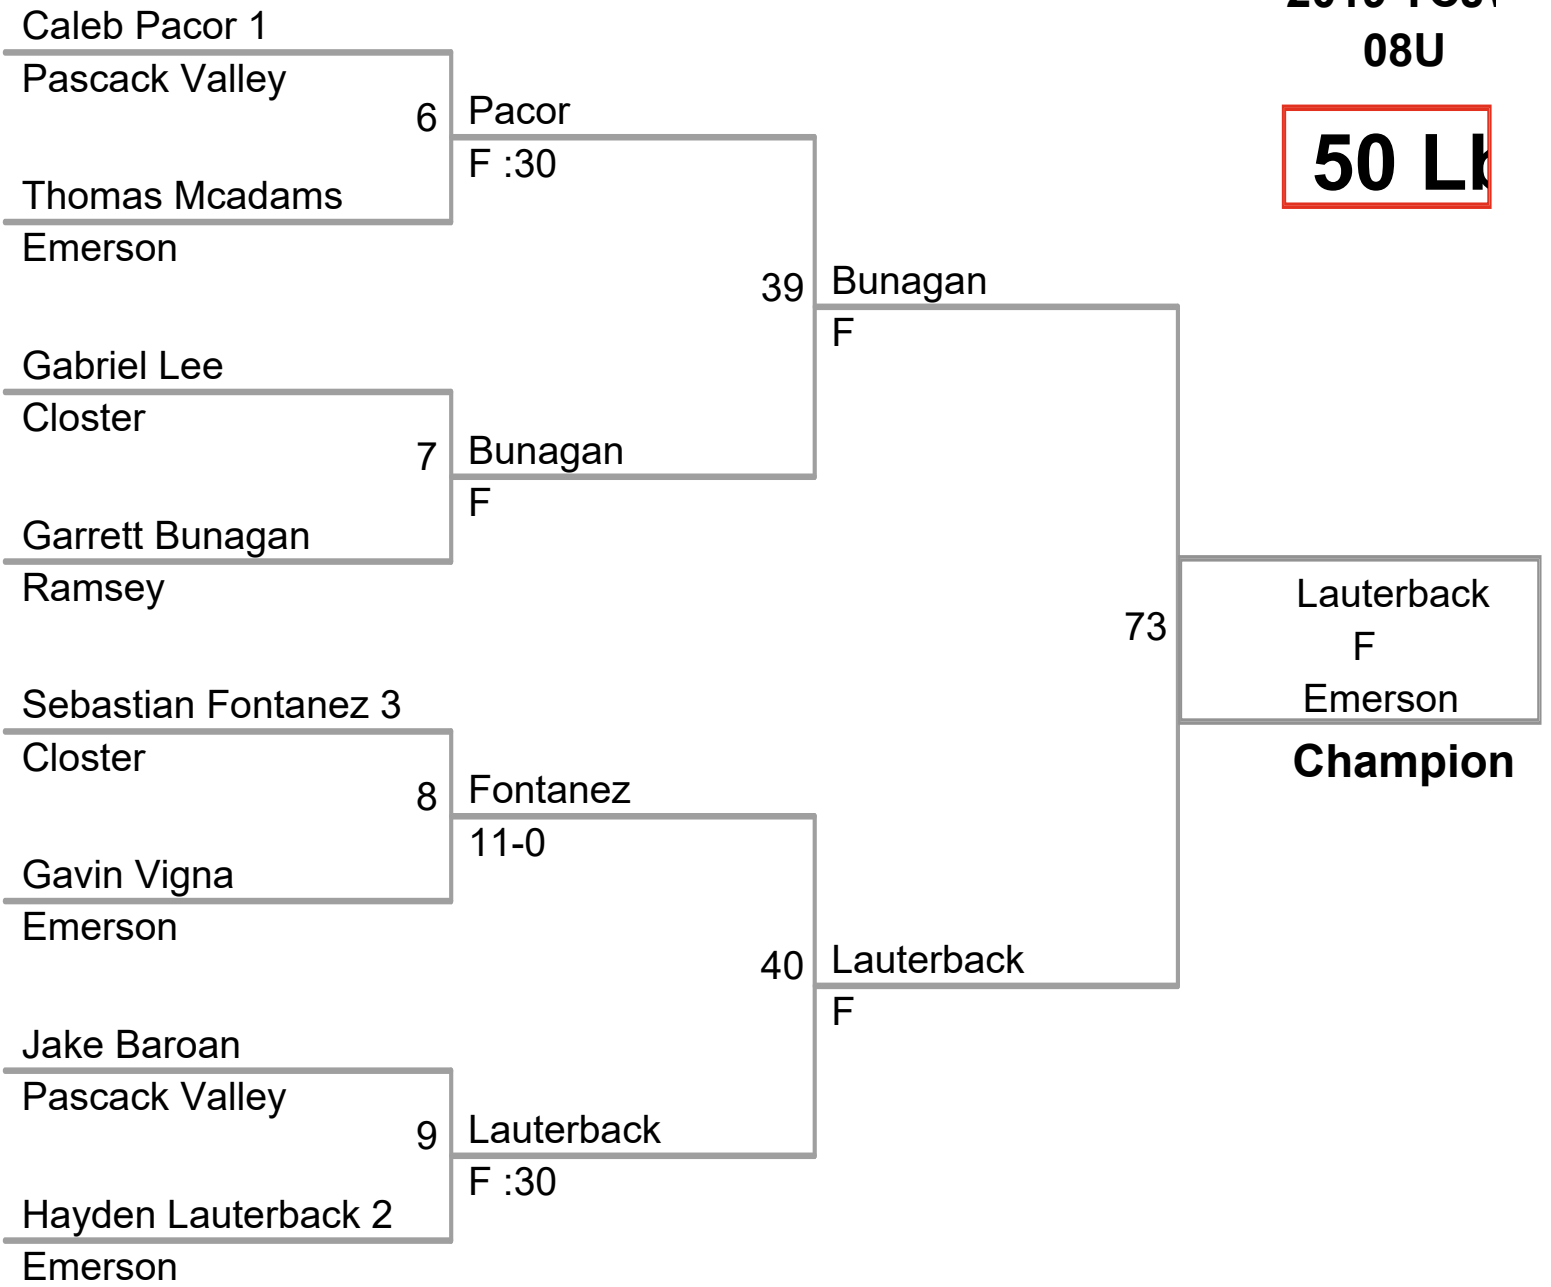 Caleb Pacor 1
Pascack Valley
6
Pacor
F :30
Thomas Mcadams
Emerson
39
Bunagan
F
Gabriel Lee
Closter
7
Bunagan
F
Garrett Bunagan
Ramsey
08U
50
73
Lauterback
F
Emerson
Champion
Sebastian Fontanez 3
Closter
8
Fontanez
11-0
Gavin Vigna
Emerson
40
Lauterback
F
Jake Baroan
Pascack Valley
9
Lauterback
F :30
Hayden Lauterback 2
Emerson